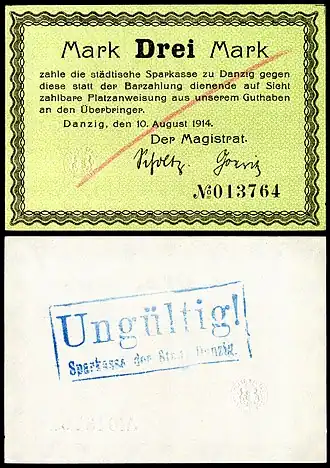 Mark Drei Mark
zahle die städtische Sparkasse zu Danzig gegen
diese statt der Barzahlung dienende auf Sicht
zahlbare Platzanweisung aus unserem Guthaben
an den Überbringer.
Danzig, den 10. August 1914.
Der Magistrat.
Scholtz.
№013764
Ungültig!
Sparkasse der Stadt Danzig.